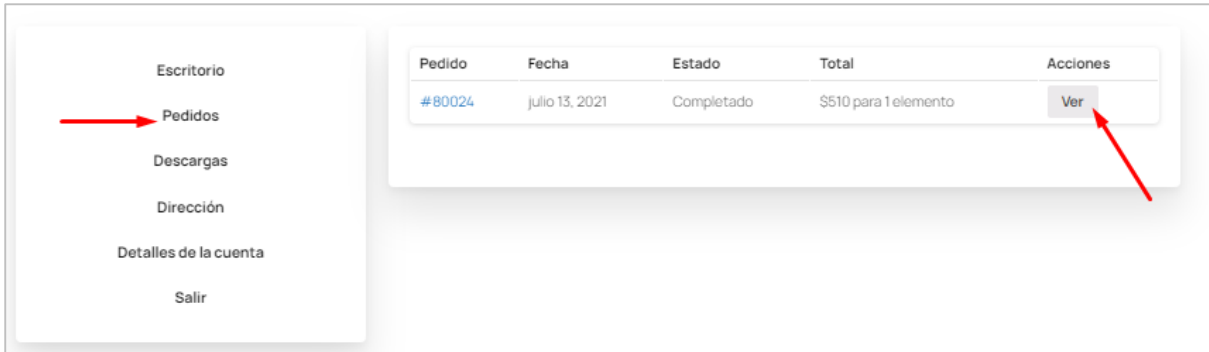 Escritorio
Pedidos
Descargas
Dirección
Detalles de la cuenta
Salir
Pedido Fecha Estado Total Acciones
#80024 julio 13, 2021 Completado $510 para 1 elemento Ver